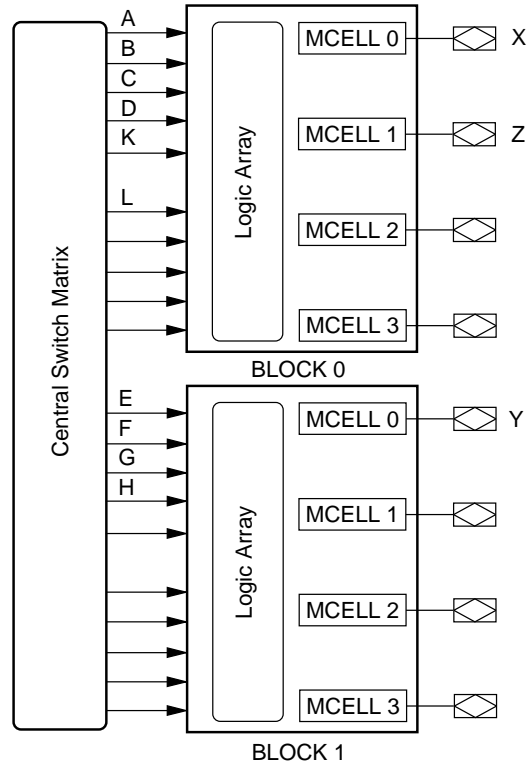 Central Switch Matrix
A
B
C
D
K
L
Logic Array
MCELL 0
X
MCELL 1
Z
MCELL 2
MCELL 3
BLOCK 0
E
F
G
H
Logic Array
MCELL 0
Y
MCELL 1
MCELL 2
MCELL 3
BLOCK 1